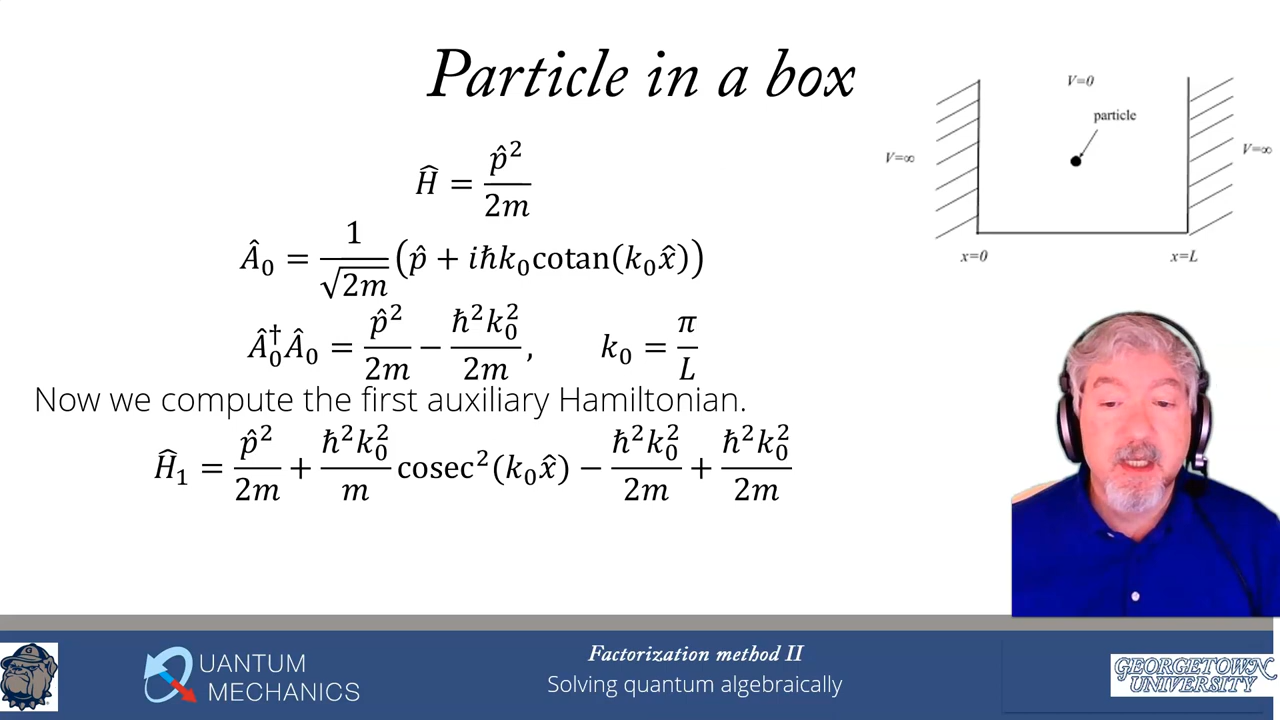 Particle in a box
V=0
particle
V=∞
V=∞
x=0
x=L
Ĥ = p̂²/2m
Â₀ = 1/√2m (p̂ + iħk₀cotan(k₀x̂))
Â₀†Â₀ = p̂²/2m − ħ²k₀²/2m, k₀ = π/L
Now we compute the first auxiliary Hamiltonian.
Ĥ₁ = p̂²/2m + ħ²k₀²/m cosec²(k₀x̂) − ħ²k₀²/2m + ħ²k₀²/2m
QUANTUM
MECHANICS
Factorization method II
Solving quantum algebraically
GEORGETOWN
UNIVERSITY